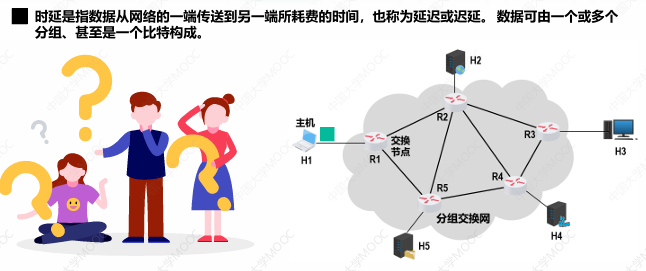 时延是指数据从网络的一端传送到另一端所耗费的时间，也称为延迟或迟延。 数据可由一个或多个
分组、甚至是一个比特构成。
H2
主机
R2
交换
节点
R3
H1
R1
H3
R4
R5
分组交换网
H4
H5